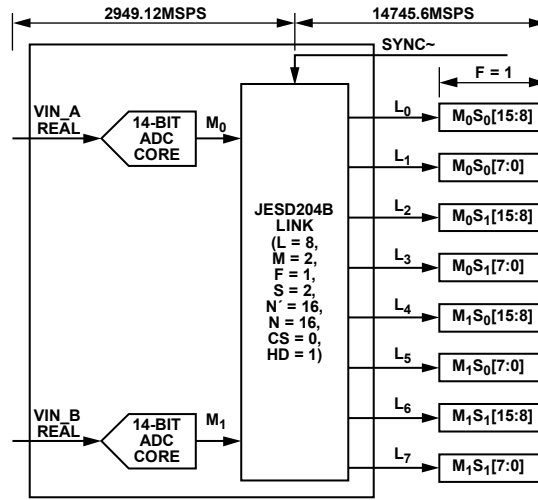 2949.12MSPS
14745.6MSPS
SYNC~
F = 1
VIN_A
REAL
14-BIT
ADC
CORE
M0
L0
M0S0[15:8]
L1
M0S0[7:0]
L2
M0S1[15:8]
JESD204B
LINK
(L = 8,
M = 2,
F = 1,
S = 2,
N´ = 16,
N = 16,
CS = 0,
HD = 1)
L3
M0S1[7:0]
L4
M1S0[15:8]
L5
M1S0[7:0]
VIN_B
REAL
14-BIT
ADC
CORE
M1
L6
M1S1[15:8]
L7
M1S1[7:0]